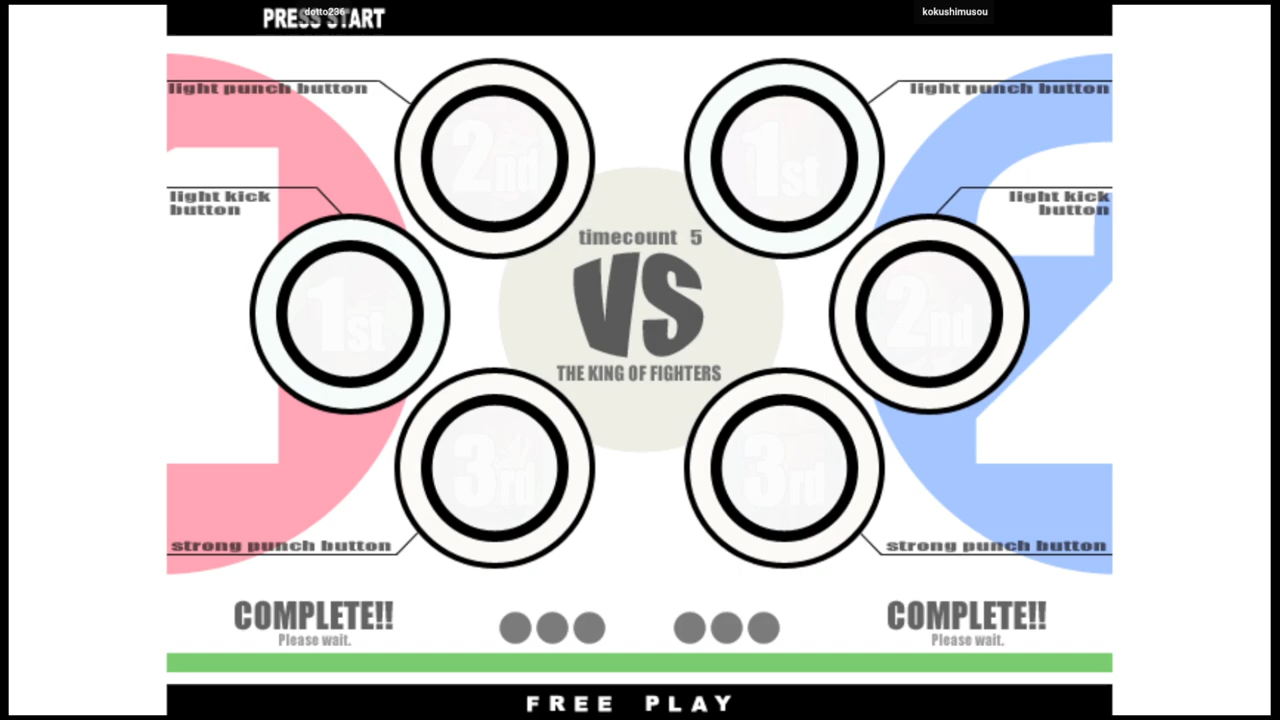 PRESS START
dotto236
kokushimusou
light punch button
light punch button
2nd
1st
light kick
button
light kick
button
timecount 5
VS
1st
2nd
THE KING OF FIGHTERS
3rd
3rd
strong punch button
strong punch button
COMPLETE!!
Please wait.
COMPLETE!!
Please wait.
FREE PLAY